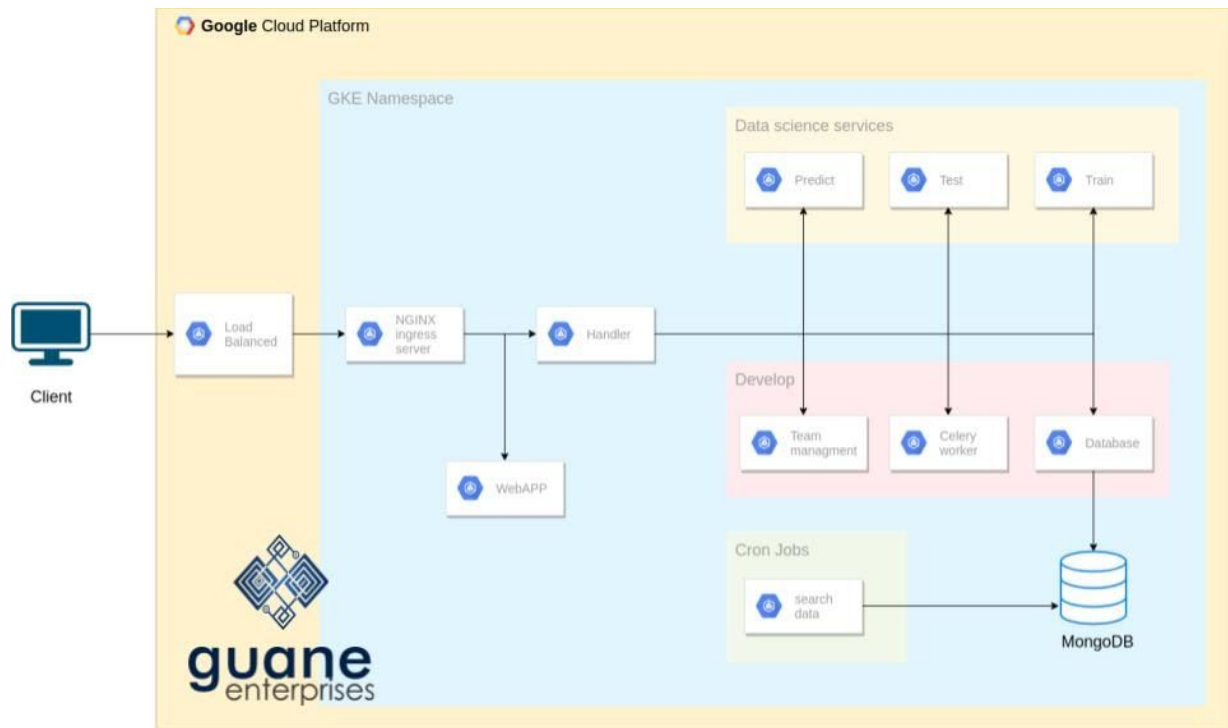 Google Cloud Platform
GKE Namespace
Data science services
Predict
Test
Train
Client
Load
Balanced
NGINX
ingress
server
Handler
WebAPP
Develop
Team
managment
Celery
worker
Database
Cron Jobs
search
data
MongoDB
guane
enterprises